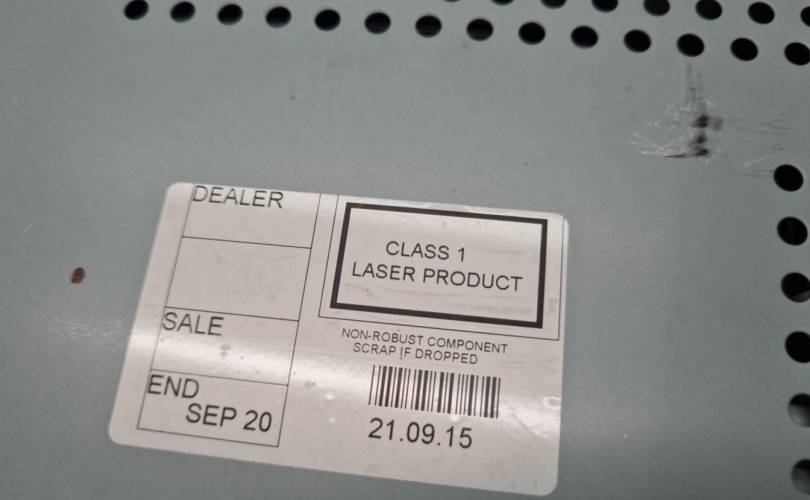 DEALER
SALE
END
SEP 20
CLASS 1
LASER PRODUCT
NON-ROBUST COMPONENT
SCRAP IF DROPPED
21.09.15